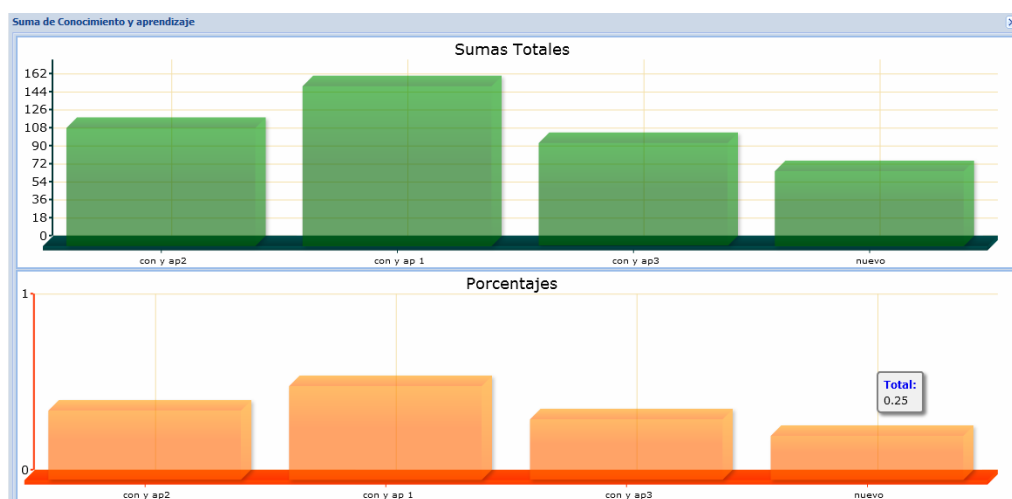 Suma de Conocimiento y aprendizaje
Sumas Totales
162
144
126
108
90
72
54
36
18
0
con y ap2 con y ap 1 con y ap3 nuevo
Porcentajes
1
Total:
0.25
0
con y ap2 con y ap 1 con y ap3 nuevo